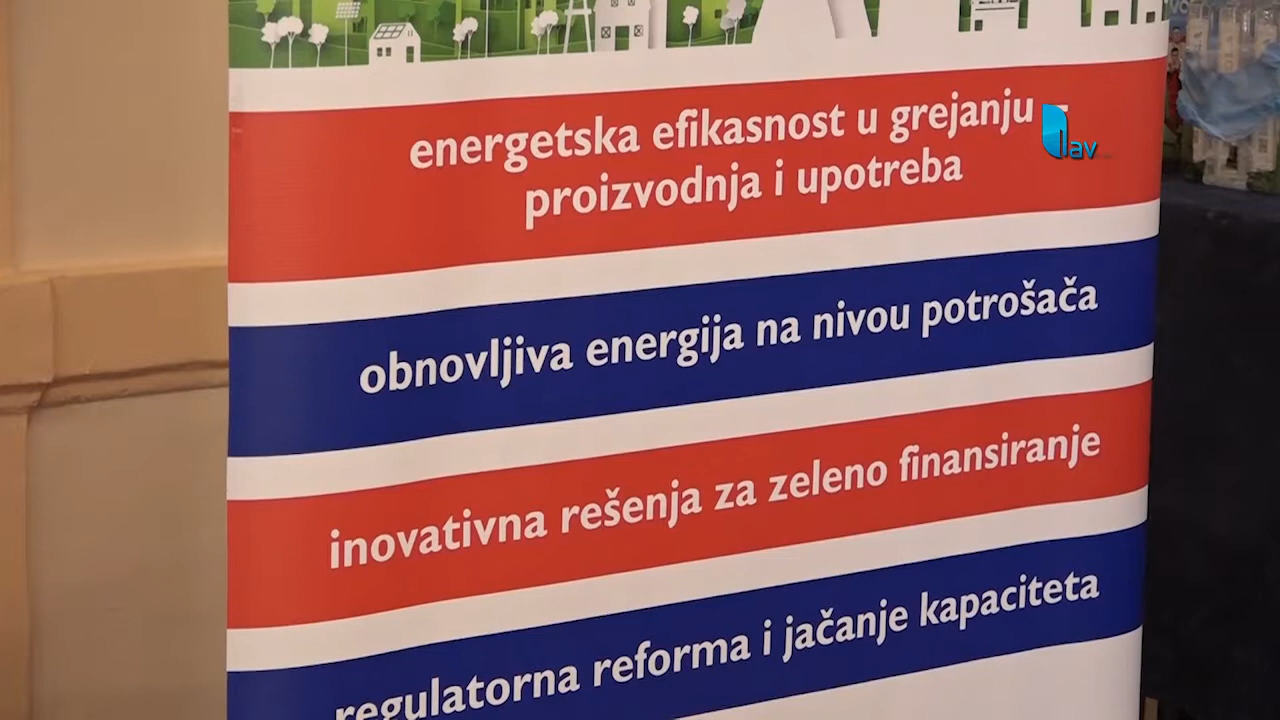 energetska efikasnost u grejanju –
proizvodnja i upotreba
av
obnovljiva energija na nivou potrošača
inovativna rešenja za zeleno finansiranje
regulatorna reforma i jačanje kapaciteta